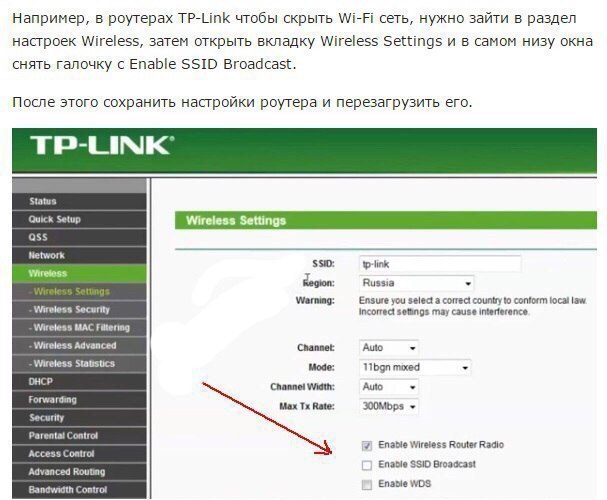 Например, в роутерах TP-Link чтобы скрыть Wi-Fi сеть, нужно зайти в раздел
настроек Wireless, затем открыть вкладку Wireless Settings и в самом низу окна
снять галочку с Enable SSID Broadcast.
После этого сохранить настройки роутера и перезагрузить его.
TP-LINK®
Status
Quick Setup
QSS
Network
Wireless
- Wireless Settings
- Wireless Security
- Wireless MAC Filtering
- Wireless Advanced
- Wireless Statistics
DHCP
Forwarding
Security
Parental Control
Access Control
Advanced Routing
Bandwidth Control
Wireless Settings
SSID: tp-link
Region: Russia
Warning: Ensure you select a correct country to conform local law.
Incorrect settings may cause interference.
Channel: Auto
Mode: 11bgn mixed
Channel Width: Auto
Max Tx Rate: 300Mbps
Enable Wireless Router Radio
Enable SSID Broadcast
Enable WDS